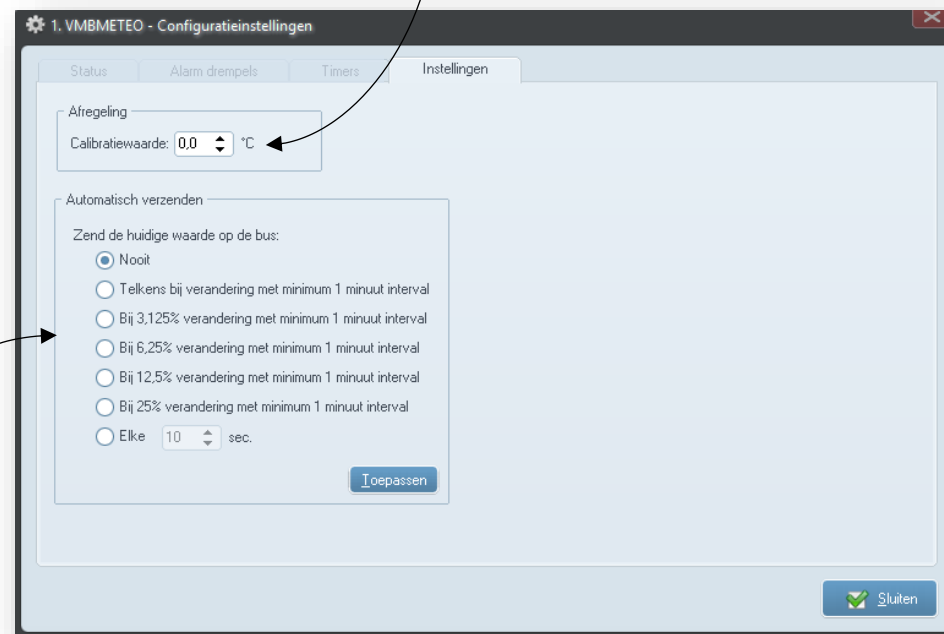 1. VMBMETEO - Configuratieinstellingen
Status Alarm drempels Timers Instellingen
Afregeling
Calibratiewaarde: 0,0 °C
Automatisch verzenden
Zend de huidige waarde op de bus:
Nooit
Telkens bij verandering met minimum 1 minuut interval
Bij 3,125% verandering met minimum 1 minuut interval
Bij 6,25% verandering met minimum 1 minuut interval
Bij 12,5% verandering met minimum 1 minuut interval
Bij 25% verandering met minimum 1 minuut interval
Elke 10 sec.
Toepassen
Sluiten